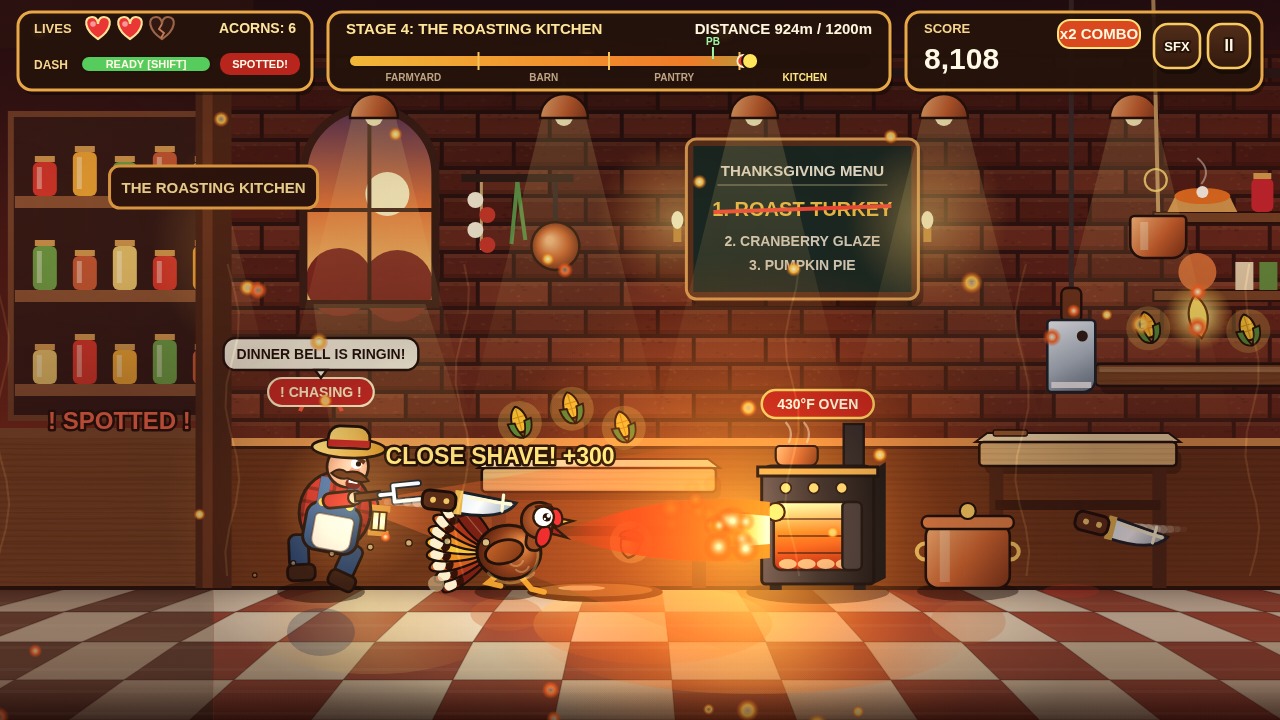 LIVES
ACORNS: 6
DASH
READY [SHIFT]
SPOTTED!
STAGE 4: THE ROASTING KITCHEN
DISTANCE 924m / 1200m
PB
FARMYARD
BARN
PANTRY
KITCHEN
SCORE
8,108
x2 COMBO
SFX
II
THE ROASTING KITCHEN
THANKSGIVING MENU
1. ROAST TURKEY
2. CRANBERRY GLAZE
3. PUMPKIN PIE
DINNER BELL IS RINGIN!
! CHASING !
! SPOTTED !
430°F OVEN
CLOSE SHAVE! +300